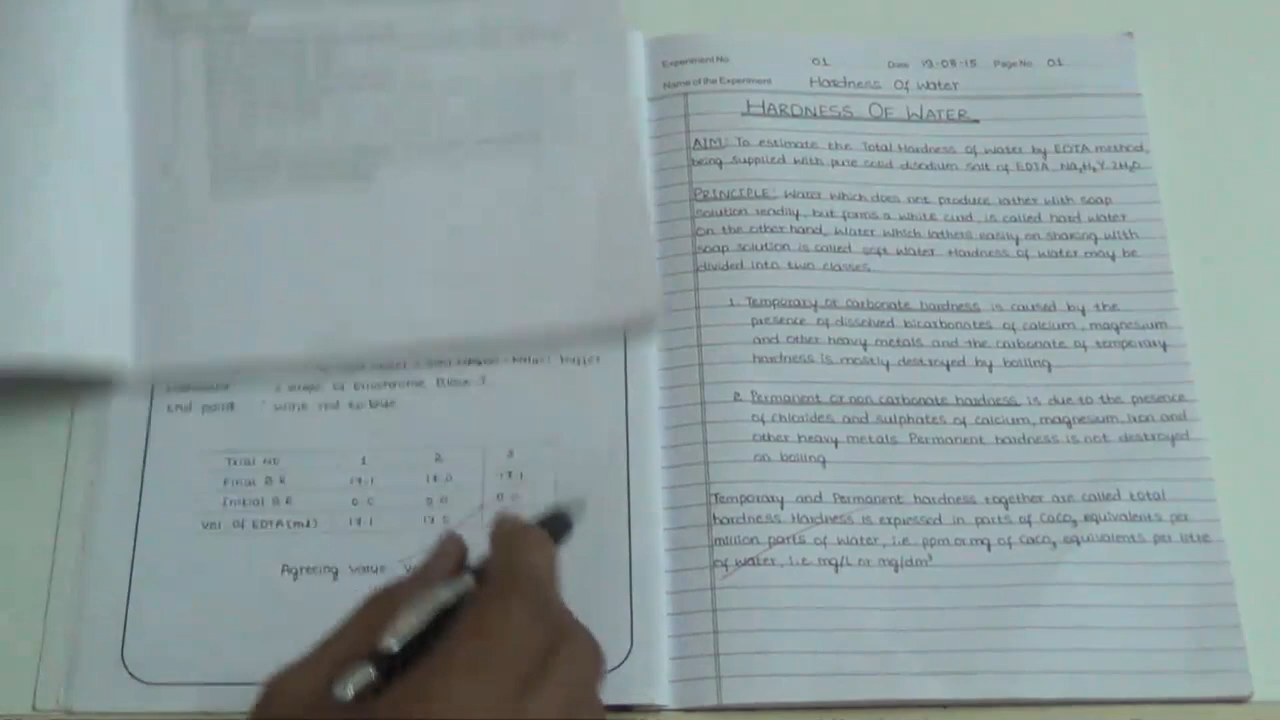 End point
Trial No 1 2 3
Final B.R
Initial B.R 0.0 0.0 0.0
Vol. Of EDTA(ml)
Agreeing value
Experiment No. 01 Date 19-08-15 Page No. 01
Name of the Experiment Hardness Of Water
HARDNESS OF WATER
AIM: To estimate the Total Hardness of water by EDTA method,
being supplied with pure solid disodium salt of EDTA, Na₂H₂Y.2H₂O
PRINCIPLE: Water which does not produce lather with soap
solution readily, but forms a white curd, is called hard water
on the other hand, Water which lathers easily on shaking with
soap solution is called soft water. Hardness of water may be
divided into two classes.
1. Temporary or carbonate hardness is caused by the
presence of dissolved bicarbonates of calcium, magnesium
and other heavy metals and the carbonate of temporary
hardness is mostly destroyed by boiling
2. Permanent or non carbonate hardness is due to the presence
of chlorides and sulphates of calcium, magnesium, iron and
other heavy metals. Permanent hardness is not destroyed
on boiling
Temporary and Permanent hardness together are called total
hardness. Hardness is expressed in parts of CaCO₃ equivalents per
million parts of water, i.e ppm or mg of CaCO₃ equivalents per litre
of water, i.e mg/L or mg/dm³